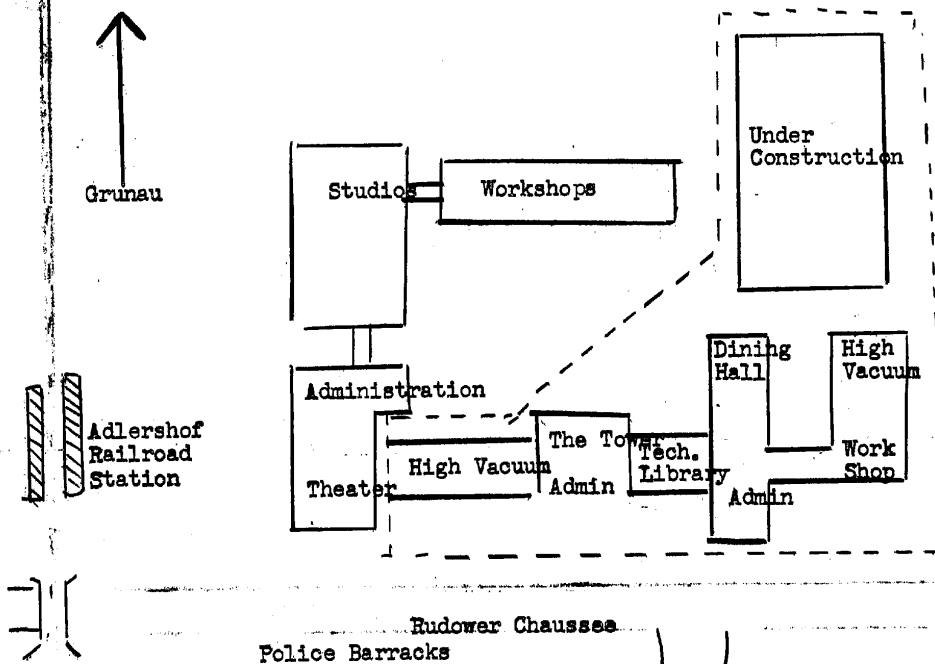 Under
Construction
Grunau
Studios
Workshops
Dining
Hall
High
Vacuum
Administration
Adlershof
Railroad
Station
The Tower
Tech.
Library
High Vacuum
Work
Shop
Theater
Admin
Admin
Rudower Chaussee
Police Barracks